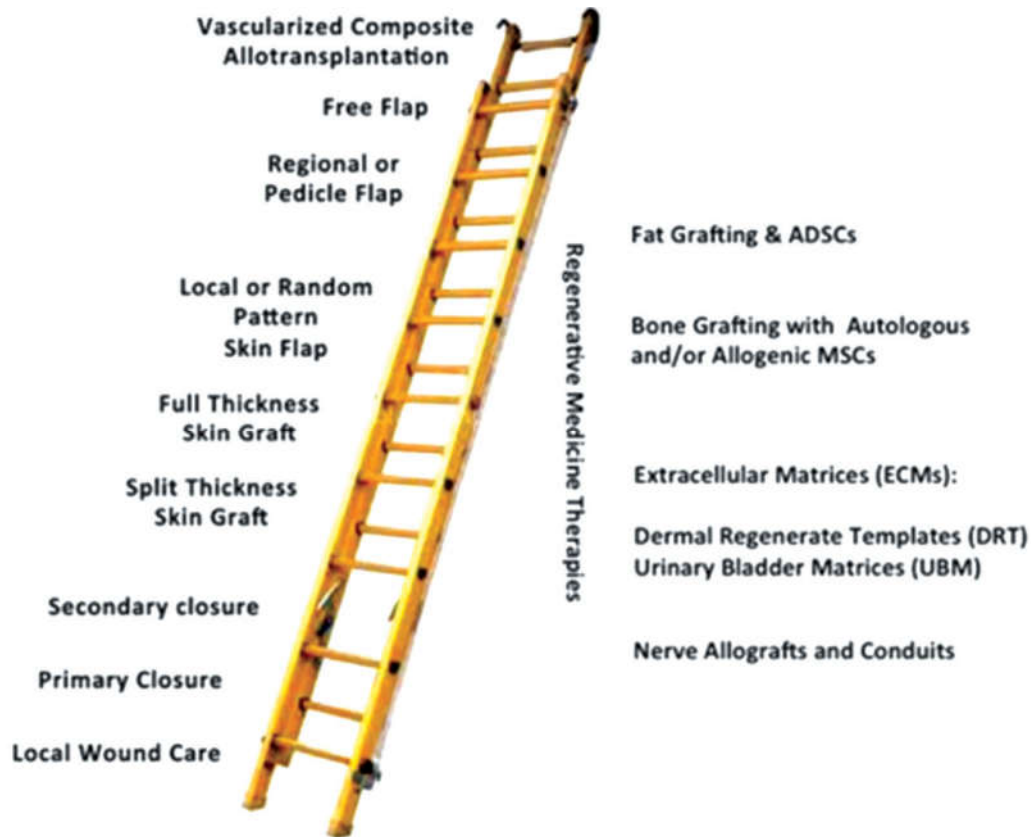 Vascularized Composite
Allotransplantation
Free Flap
Regional or
Pedicle Flap
Local or Random
Pattern
Skin Flap
Full Thickness
Skin Graft
Split Thickness
Skin Graft
Secondary closure
Primary Closure
Local Wound Care
Regenerative Medicine Therapies
Fat Grafting & ADSCs
Bone Grafting with Autologous
and/or Allogenic MSCs
Extracellular Matrices (ECMs):
Dermal Regenerate Templates (DRT)
Urinary Bladder Matrices (UBM)
Nerve Allografts and Conduits